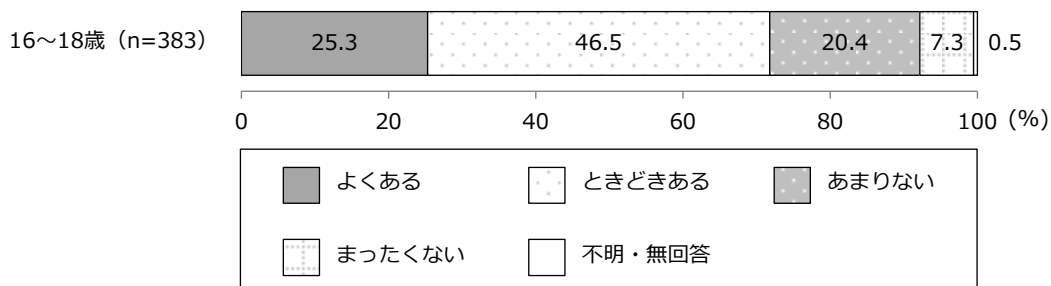 16～18歳（n=383） 25.3 46.5 20.4 7.3 0.5
0 20 40 60 80 100 (%)
よくある ときどきある あまりない
まったくない 不明・無回答